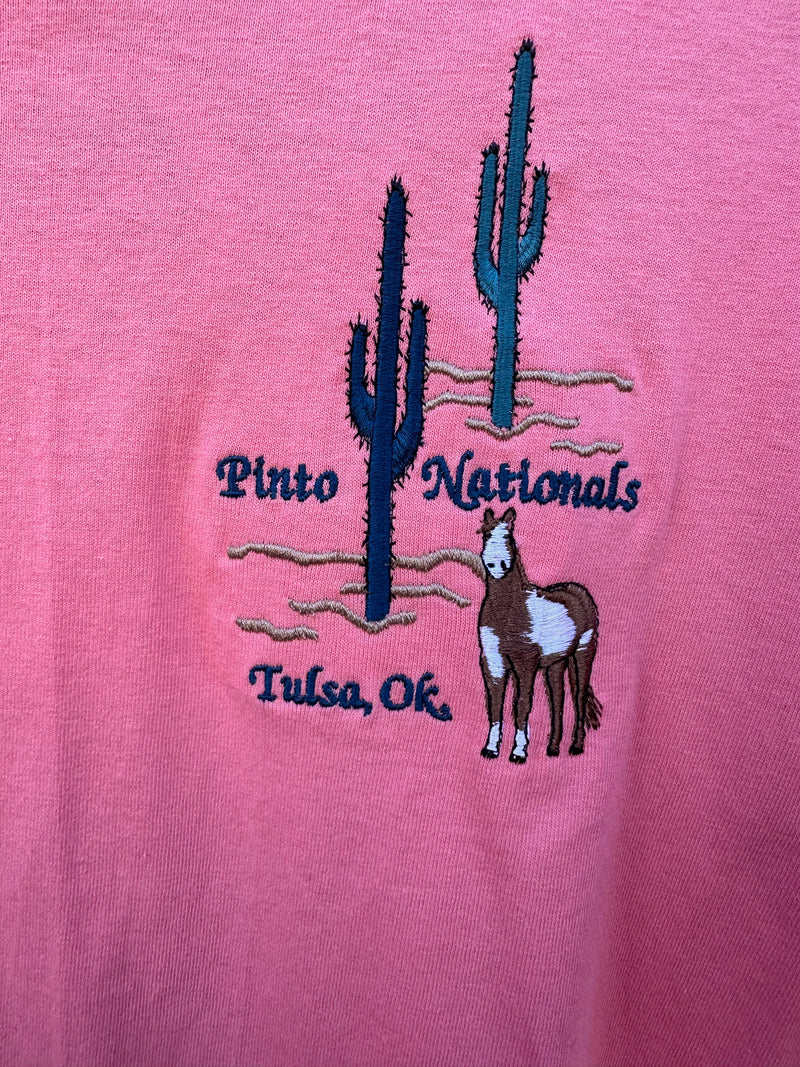 Pinto Nationals
Tulsa, Ok.